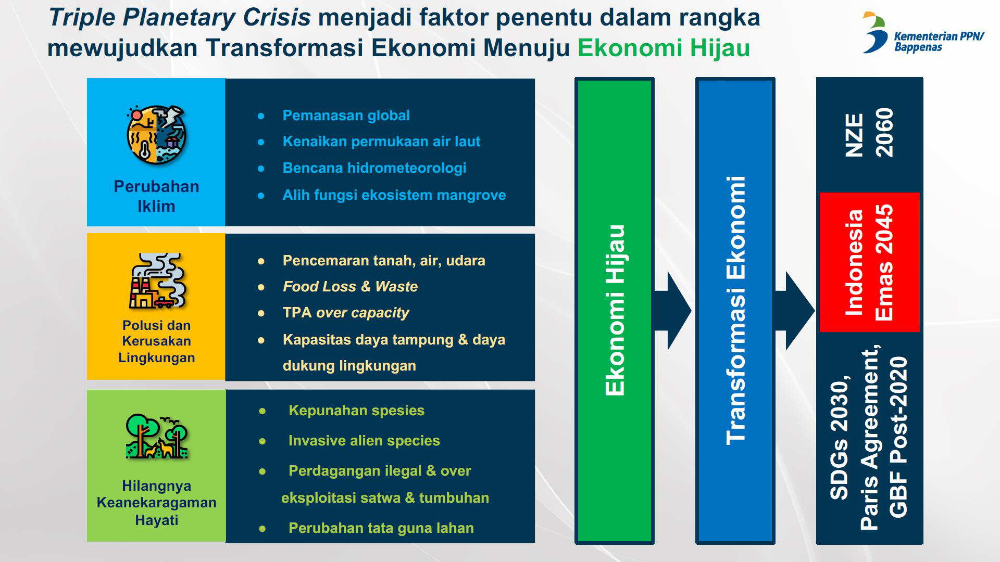 Triple Planetary Crisis menjadi faktor penentu dalam rangka
mewujudkan Transformasi Ekonomi Menuju Ekonomi Hijau
Kementerian PPN/
Bappenas
Perubahan
Iklim
● Pemanasan global
● Kenaikan permukaan air laut
● Bencana hidrometeorologi
● Alih fungsi ekosistem mangrove
Polusi dan
Kerusakan
Lingkungan
● Pencemaran tanah, air, udara
● Food Loss & Waste
● TPA over capacity
● Kapasitas daya tampung & daya
dukung lingkungan
Hilangnya
Keanekaragaman
Hayati
● Kepunahan spesies
● Invasive alien species
● Perdagangan ilegal & over
eksploitasi satwa & tumbuhan
● Perubahan tata guna lahan
Ekonomi Hijau
Transformasi Ekonomi
NZE
2060
Indonesia
Emas 2045
SDGs 2030,
Paris Agreement,
GBF Post-2020